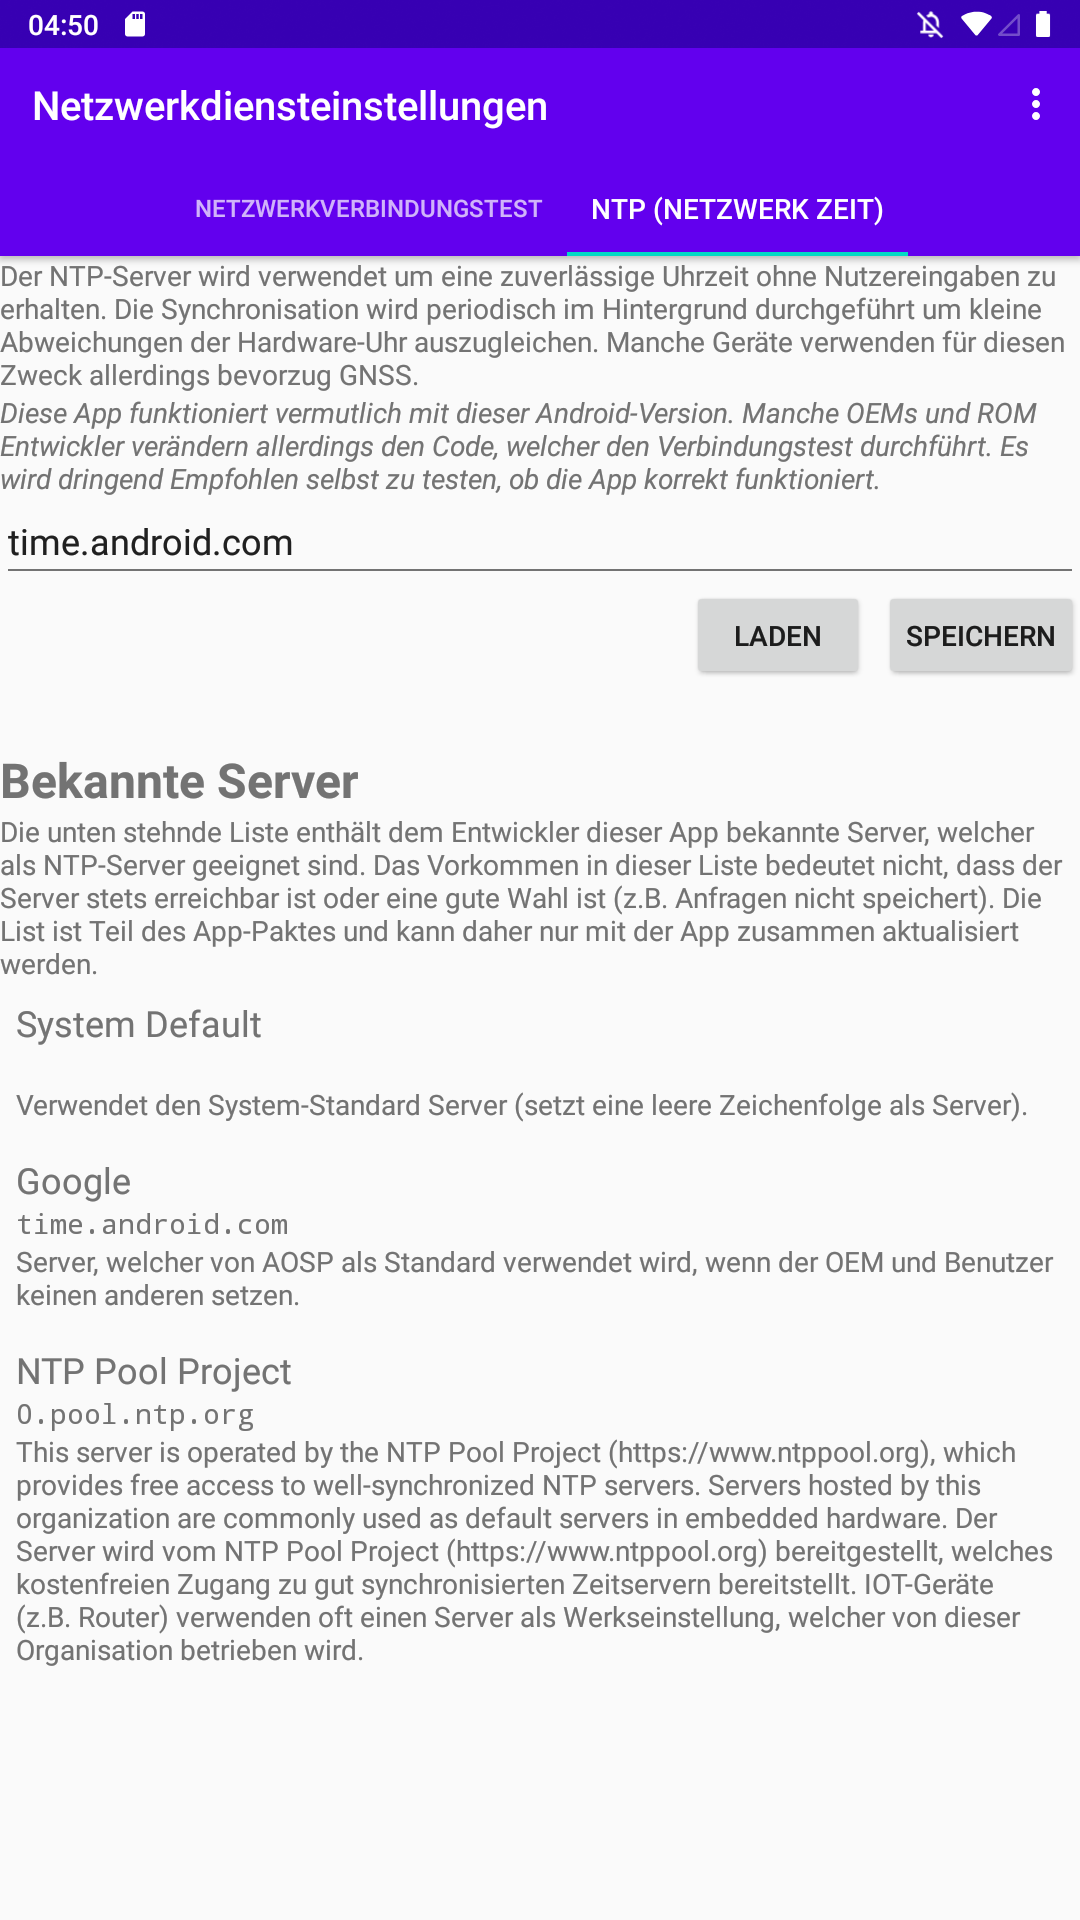 04:50
Netzwerkdiensteinstellungen
NETZWERKVERBINDUNGSTEST
NTP (NETZWERK ZEIT)
Der NTP-Server wird verwendet um eine zuverlässige Uhrzeit ohne Nutzereingaben zu
erhalten. Die Synchronisation wird periodisch im Hintergrund durchgeführt um kleine
Abweichungen der Hardware-Uhr auszugleichen. Manche Geräte verwenden für diesen
Zweck allerdings bevorzug GNSS.
Diese App funktioniert vermutlich mit dieser Android-Version. Manche OEMs und ROM
Entwickler verändern allerdings den Code, welcher den Verbindungstest durchführt. Es
wird dringend Empfohlen selbst zu testen, ob die App korrekt funktioniert.
time.android.com
LADEN
SPEICHERN
Bekannte Server
Die unten stehnde Liste enthält dem Entwickler dieser App bekannte Server, welcher
als NTP-Server geeignet sind. Das Vorkommen in dieser Liste bedeutet nicht, dass der
Server stets erreichbar ist oder eine gute Wahl ist (z.B. Anfragen nicht speichert). Die
List ist Teil des App-Paktes und kann daher nur mit der App zusammen aktualisiert
werden.
System Default
Verwendet den System-Standard Server (setzt eine leere Zeichenfolge als Server).
Google
time.android.com
Server, welcher von AOSP als Standard verwendet wird, wenn der OEM und Benutzer
keinen anderen setzen.
NTP Pool Project
0.pool.ntp.org
This server is operated by the NTP Pool Project (https://www.ntppool.org), which
provides free access to well-synchronized NTP servers. Servers hosted by this
organization are commonly used as default servers in embedded hardware. Der
Server wird vom NTP Pool Project (https://www.ntppool.org) bereitgestellt, welches
kostenfreien Zugang zu gut synchronisierten Zeitservern bereitstellt. IOT-Geräte
(z.B. Router) verwenden oft einen Server als Werkseinstellung, welcher von dieser
Organisation betrieben wird.